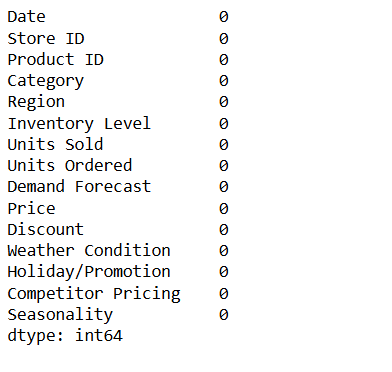 Date 0
Store ID 0
Product ID 0
Category 0
Region 0
Inventory Level 0
Units Sold 0
Units Ordered 0
Demand Forecast 0
Price 0
Discount 0
Weather Condition 0
Holiday/Promotion 0
Competitor Pricing 0
Seasonality 0
dtype: int64